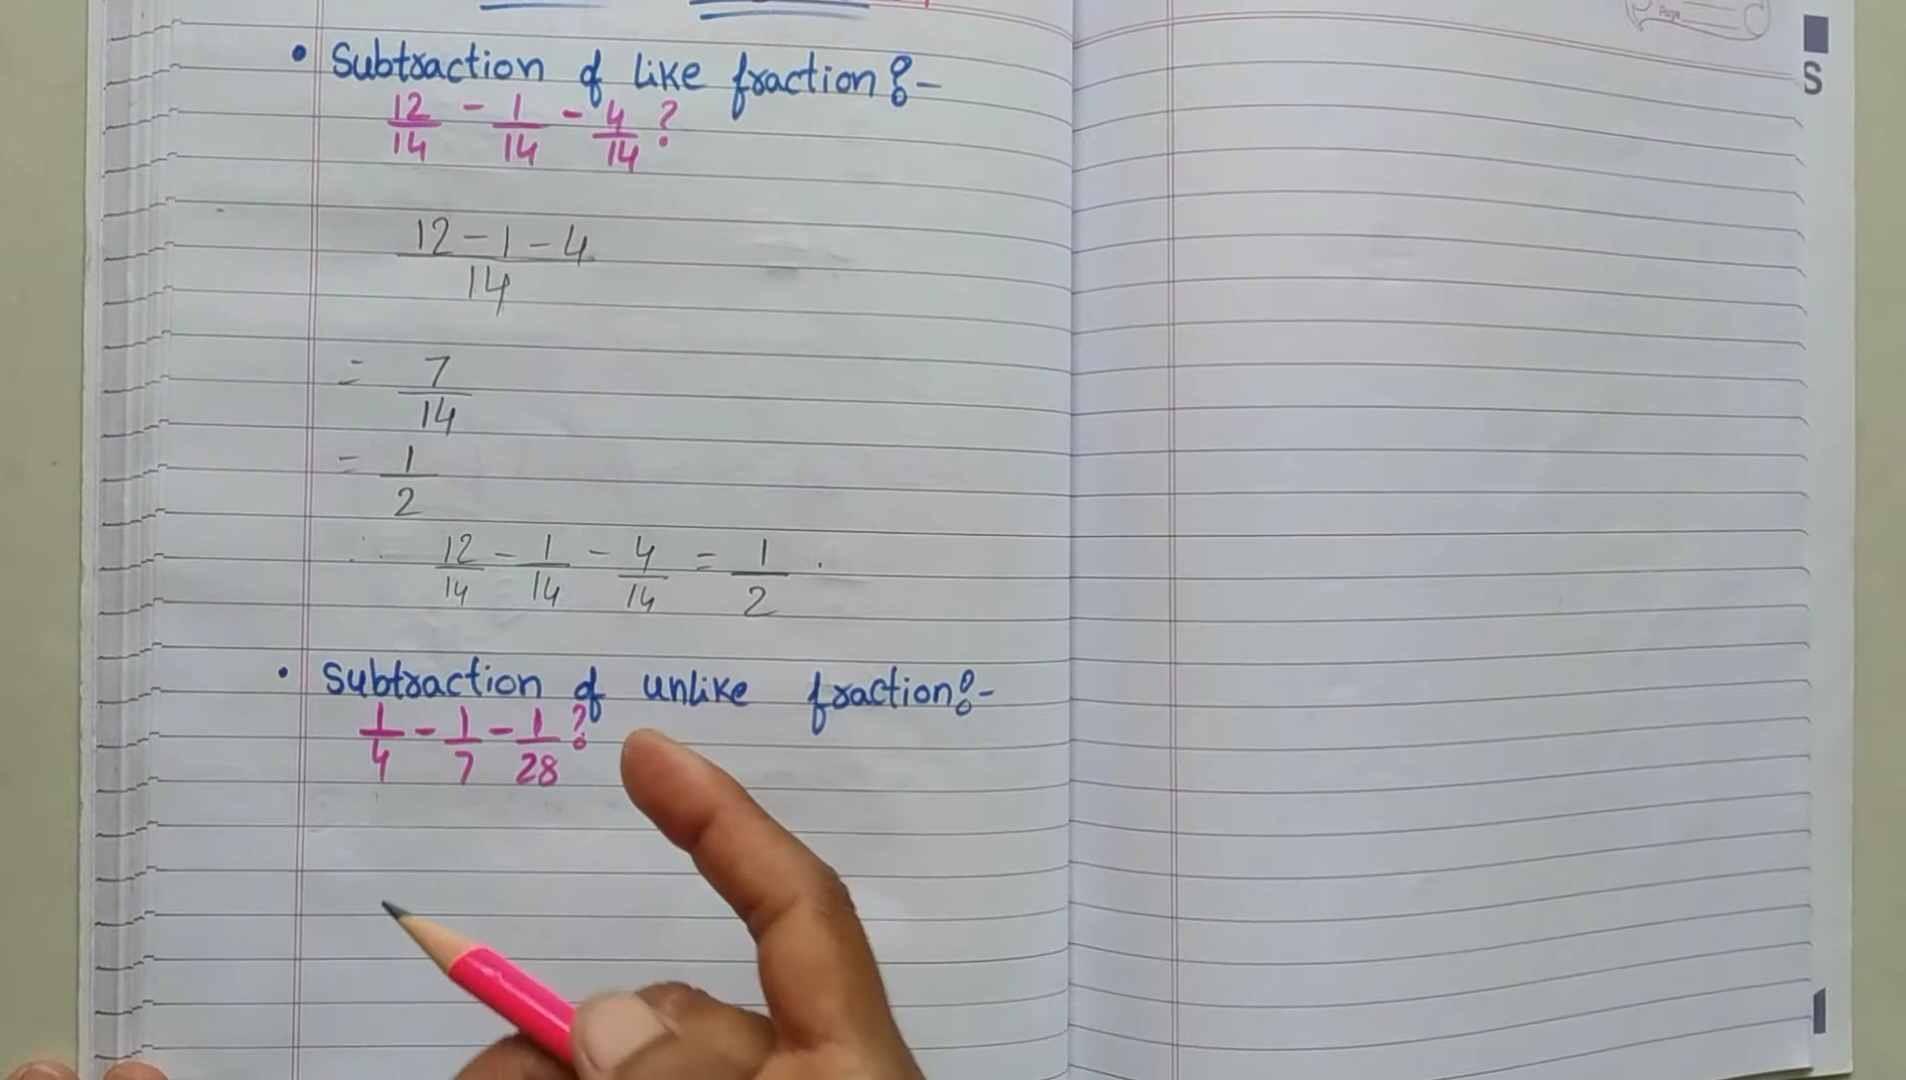 • Subtraction of like fraction:-
12/14 - 1/14 - 4/14 ?
12-1-4/14
= 7/14
= 1/2
∴ 12/14 - 1/14 - 4/14 = 1/2 .
• Subtraction of unlike fraction:-
1/4 - 1/7 - 1/28 ?
Page
S